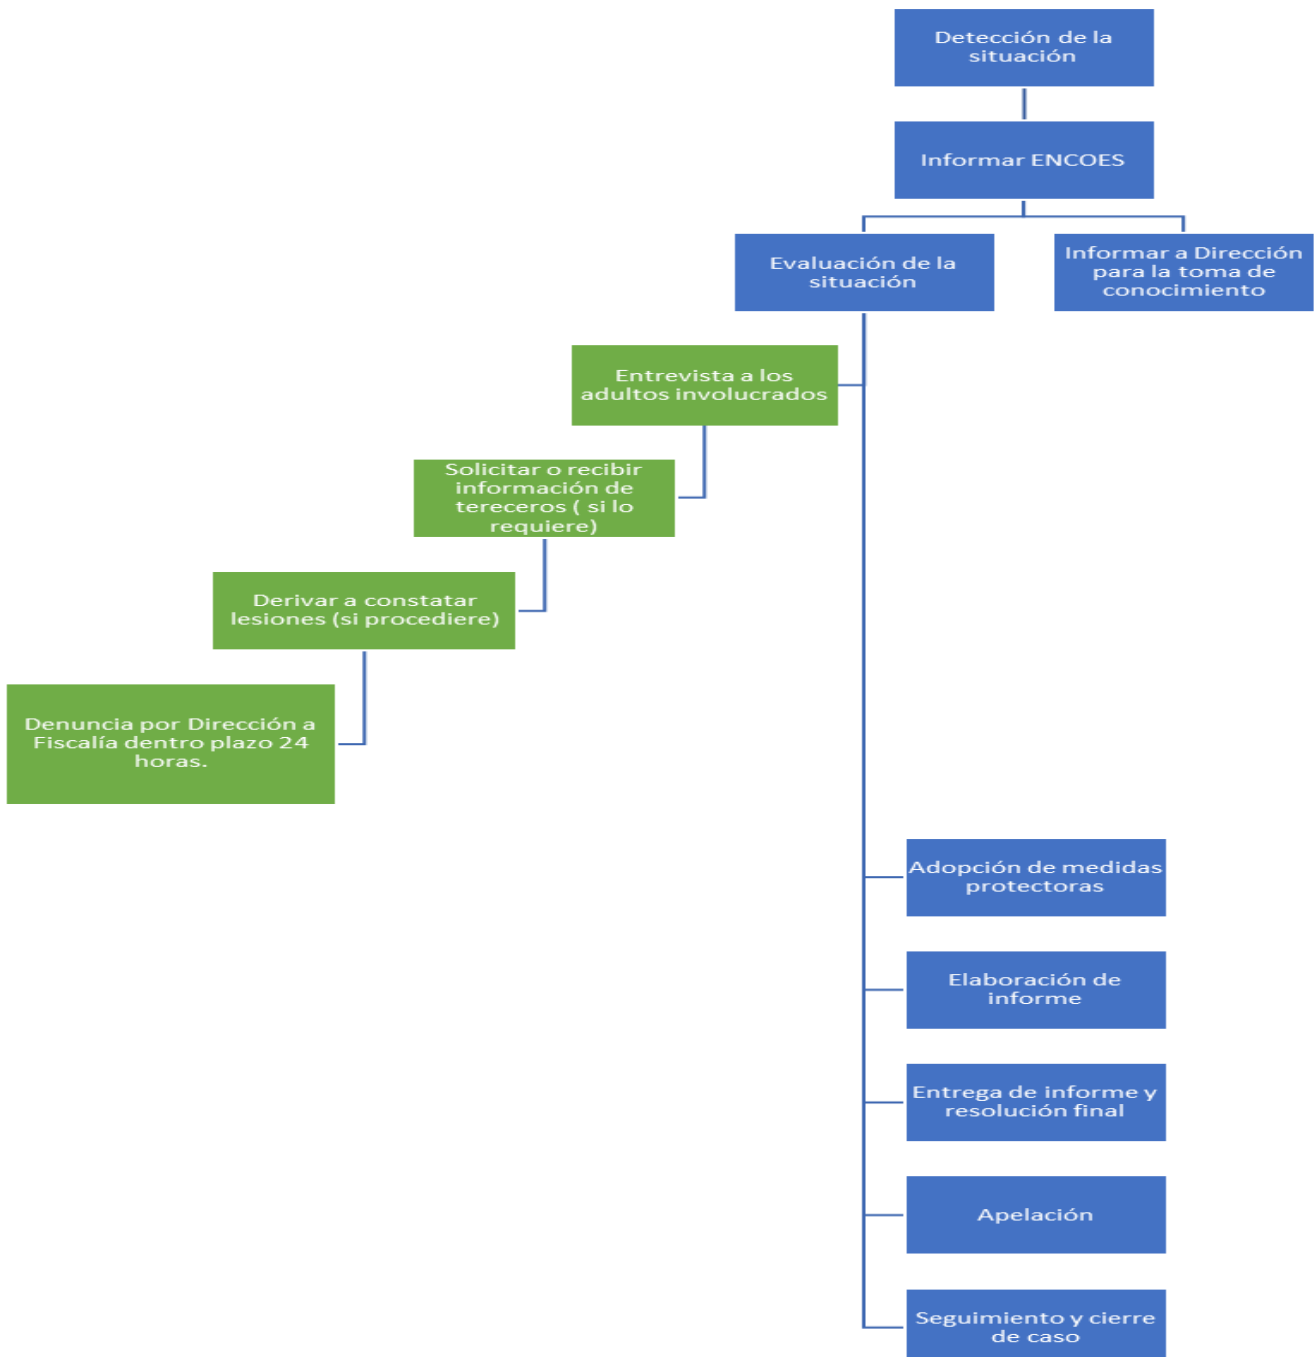 Detección de la
situación
Informar ENCOES
Evaluación de la
situación
Informar a Dirección
para la toma de
conocimiento
Entrevista a los
adultos involucrados
Solicitar o recibir
información de
tereceros ( si lo
requiere)
Derivar a constatar
lesiones (si procediere)
Denuncia por Dirección a
Fiscalía dentro plazo 24
horas.
Adopción de medidas
protectoras
Elaboración de
informe
Entrega de informe y
resolución final
Apelación
Seguimiento y cierre
de caso